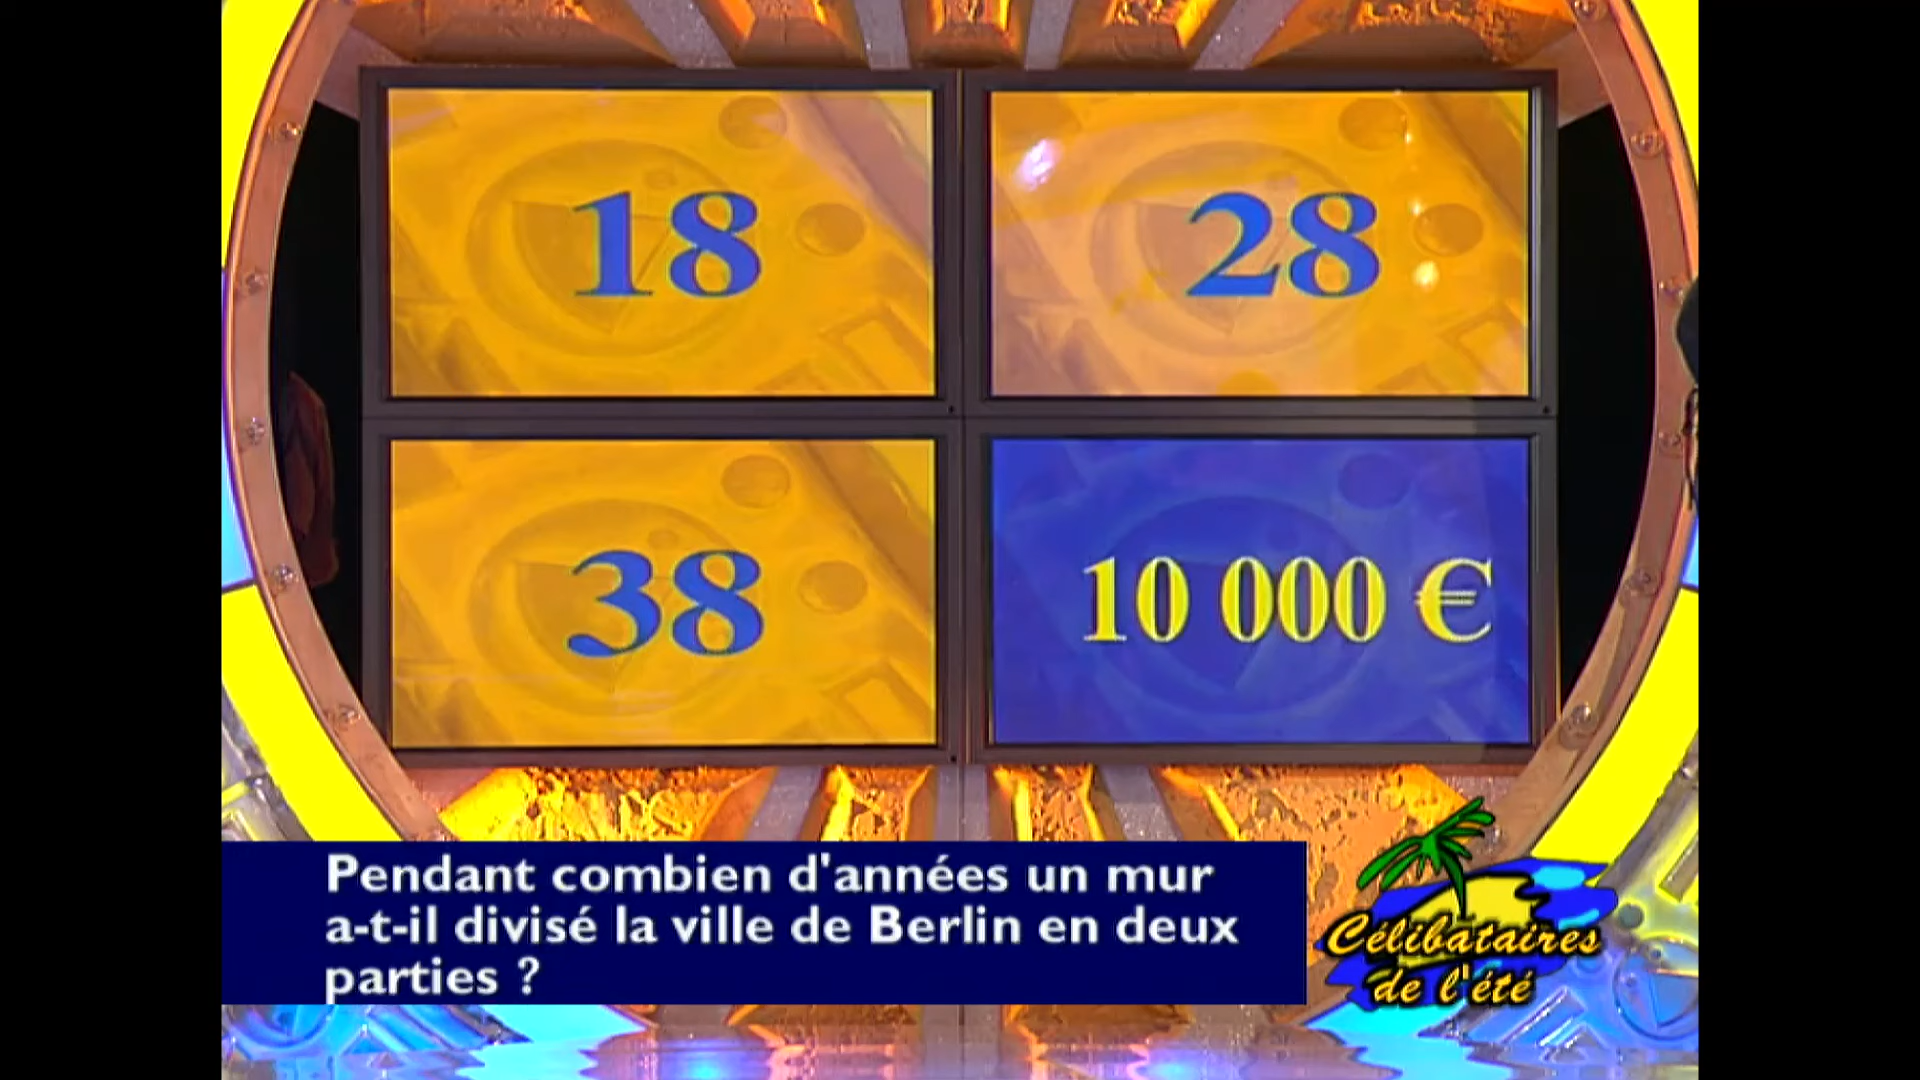 18
28
38
10 000 €
Pendant combien d'années un mur
a-t-il divisé la ville de Berlin en deux
parties ?
Célibataires
de l'été